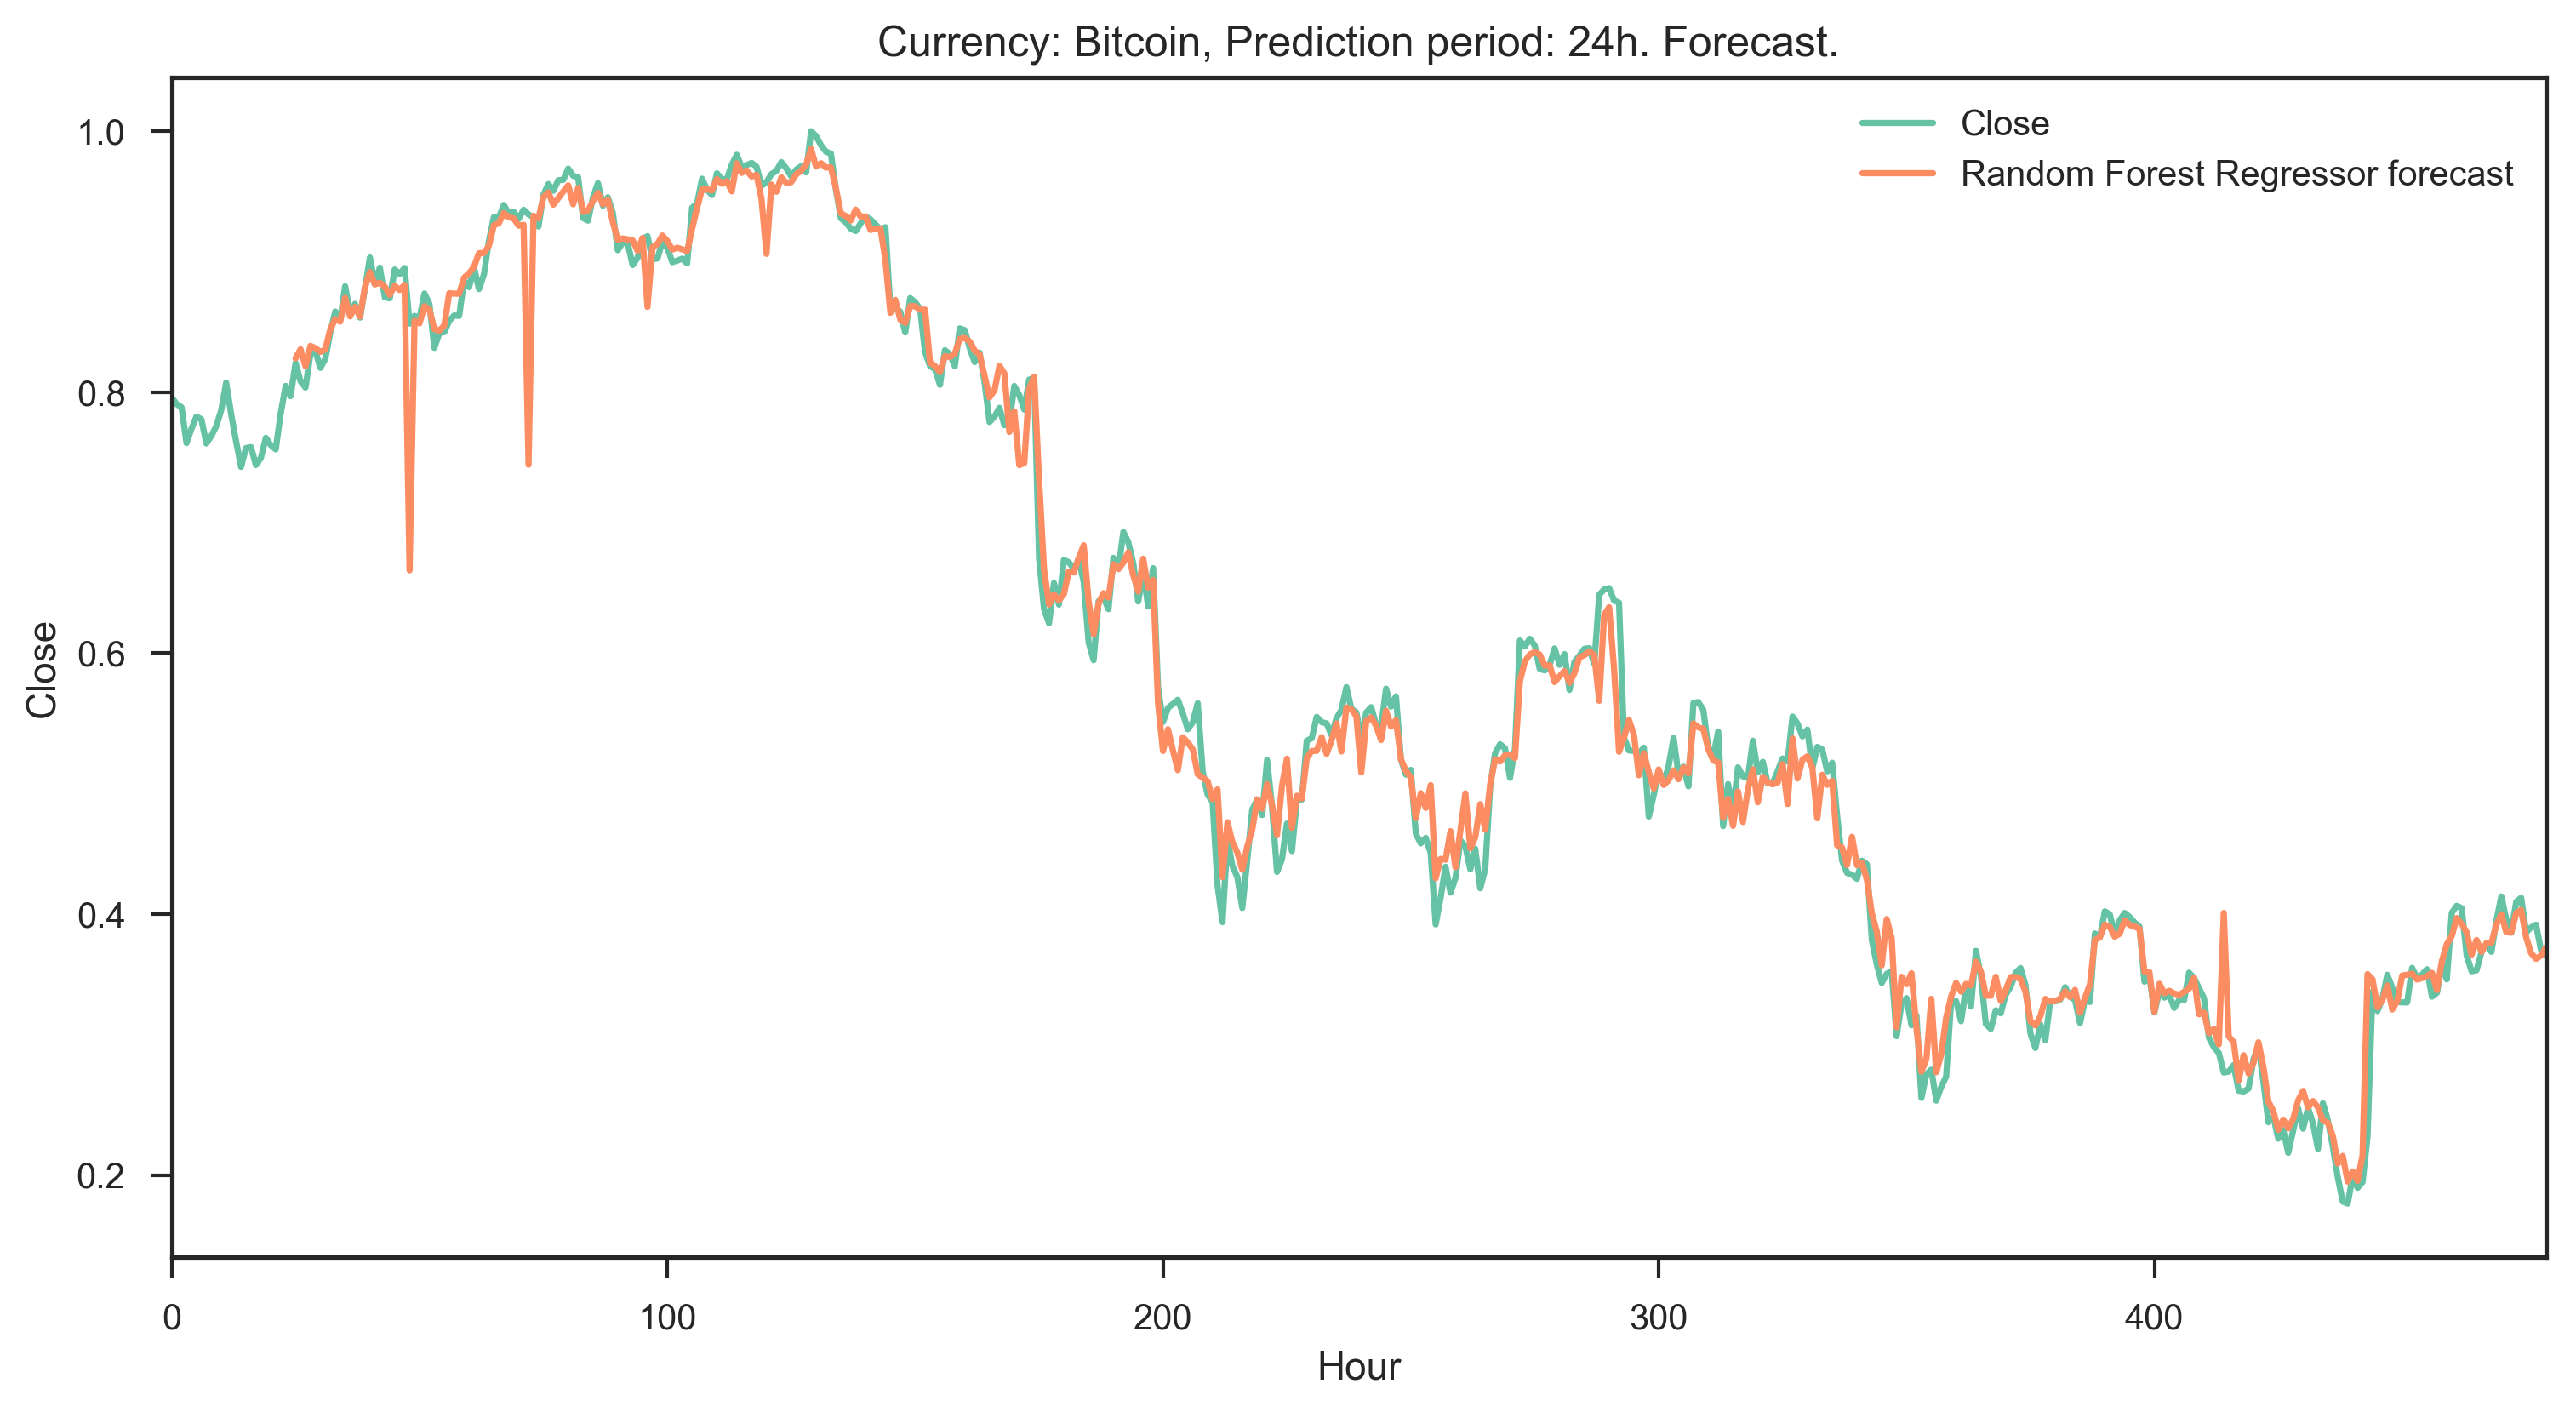 Currency: Bitcoin, Prediction period: 24h. Forecast.
Close
Random Forest Regressor forecast
1.0
0.8
0.6
0.4
0.2
Close
0 100 200 300 400
Hour